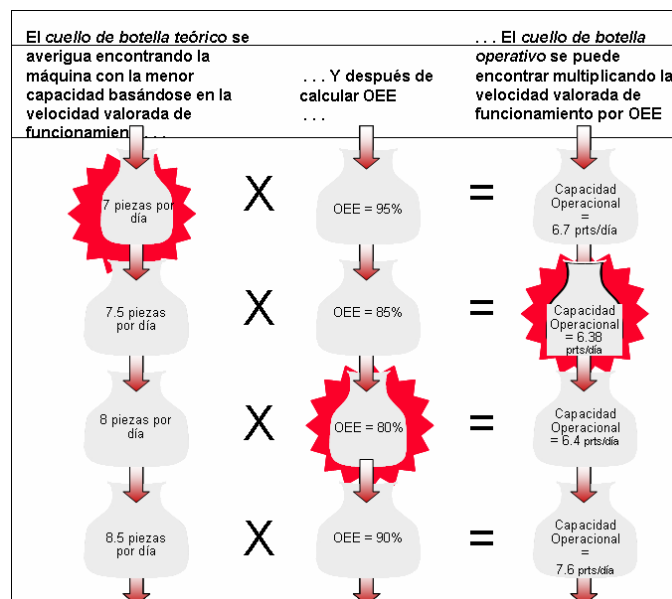 El cuello de botella teórico se
averigua encontrando la
máquina con la menor
capacidad basándose en la
velocidad valorada de
funcionamien . . .
. . . Y después de
calcular OEE
. . .
. . . El cuello de botella
operativo se puede
encontrar multiplicando la
velocidad valorada de
funcionamiento por OEE
7 piezas por
día
X
OEE = 95%
=
Capacidad
Operacional
=
6.7 prts/día
7.5 piezas
por día
X
OEE = 85%
=
Capacidad
Operacional
= 6.38
prts/día
8 piezas por
día
X
OEE = 80%
=
Capacidad
Operacional
= 6.4 prts/día
8.5 piezas
por día
X
OEE = 90%
=
Capacidad
Operacional
=
7.6 prts/día